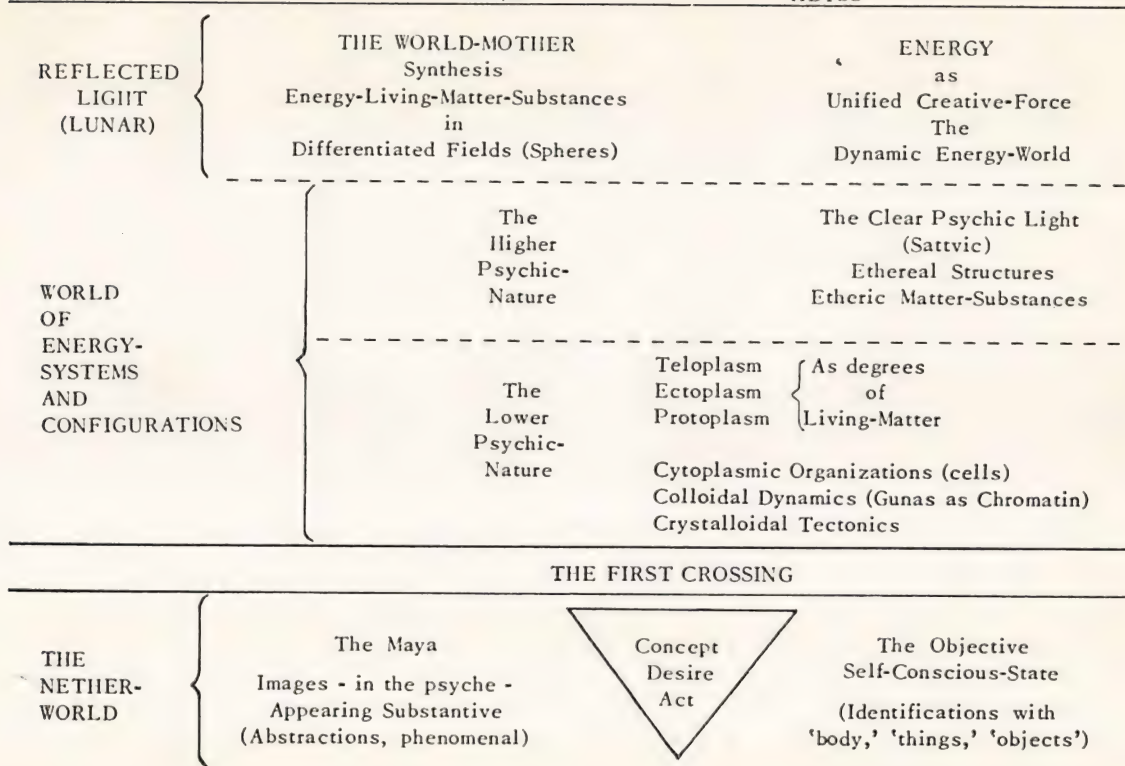 REFLECTED
LIGHT
(LUNAR)
THE WORLD-MOTHER
Synthesis
Energy-Living-Matter-Substances
in
Differentiated Fields (Spheres)
ENERGY
as
Unified Creative-Force
The
Dynamic Energy-World
WORLD
OF
ENERGY-
SYSTEMS
AND
CONFIGURATIONS
The
Higher
Psychic-
Nature
The Clear Psychic Light
(Sattvic)
Ethereal Structures
Etheric Matter-Substances
The
Lower
Psychic-
Nature
Teloplasm
Ectoplasm
Protoplasm
As degrees
of
Living-Matter
Cytoplasmic Organizations (cells)
Colloidal Dynamics (Gunas as Chromatin)
Crystalloidal Tectonics
THE FIRST CROSSING
THE
NETHER-
WORLD
The Maya
Images - in the psyche -
Appearing Substantive
(Abstractions, phenomenal)
Concept
Desire
Act
The Objective
Self-Conscious-State
(Identifications with
'body,' 'things,' 'objects')